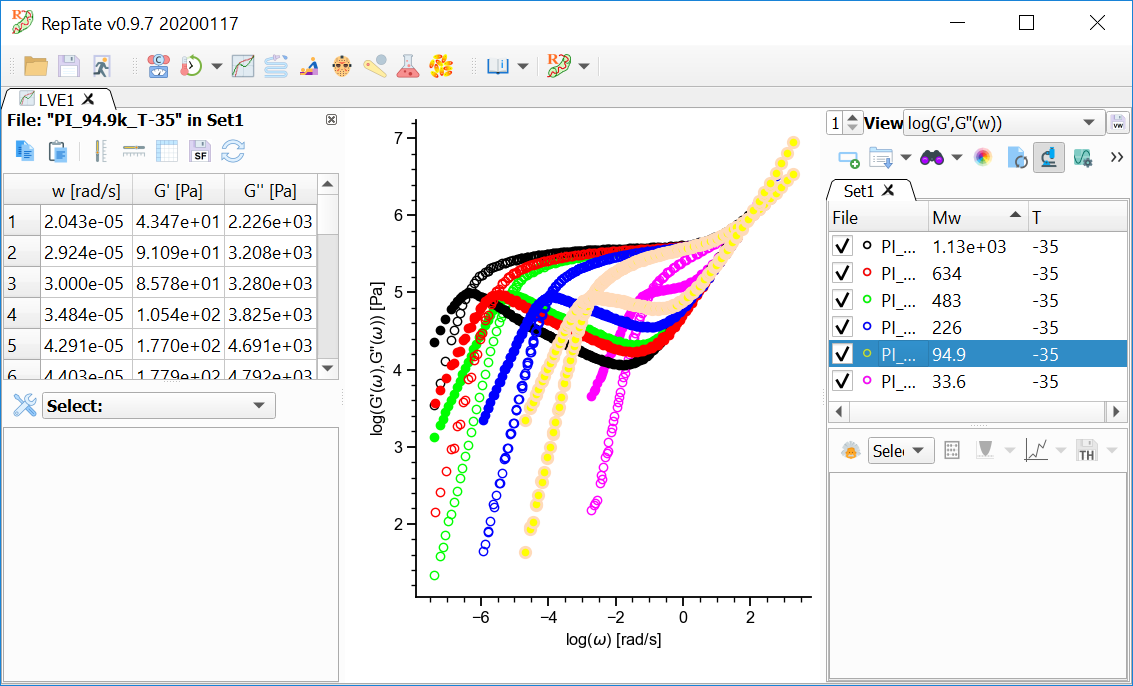 RepTate v0.9.7 20200117
LVE1
File: "PI_94.9k_T-35" in Set1
w [rad/s] G' [Pa] G'' [Pa]
1 2.043e-05 4.347e+01 2.226e+03
2 2.924e-05 9.109e+01 3.208e+03
3 3.000e-05 8.578e+01 3.280e+03
4 3.484e-05 1.054e+02 3.825e+03
5 4.291e-05 1.770e+02 4.691e+03
6 4.403e-05 1.779e+02 4.792e+03
Select:
log(G'(ω),G"(ω)) [Pa]
7
6
5
4
3
2
−6 −4 −2 0 2
log(ω) [rad/s]
1 View log(G',G"(w)) VW
SF
Set1
File Mw T
PI_... 1.13e+03 -35
PI_... 634 -35
PI_... 483 -35
PI_... 226 -35
PI_... 94.9 -35
PI_... 33.6 -35
Selec
TH